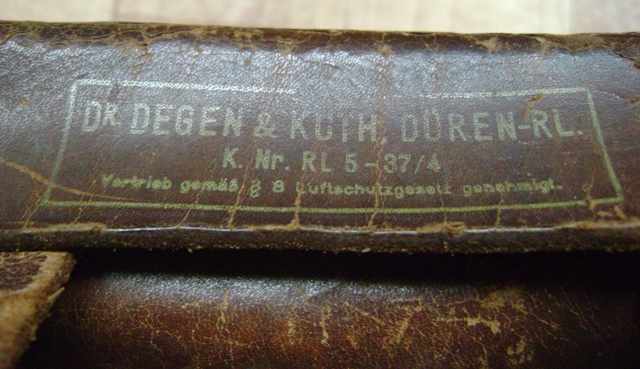 DR. DEGEN & KUTH, DÜREN-RL.
K. Nr. RL 5 - 37/4
Vertrieb gemäß § 8 Luftschutzgesetz genehmigt.